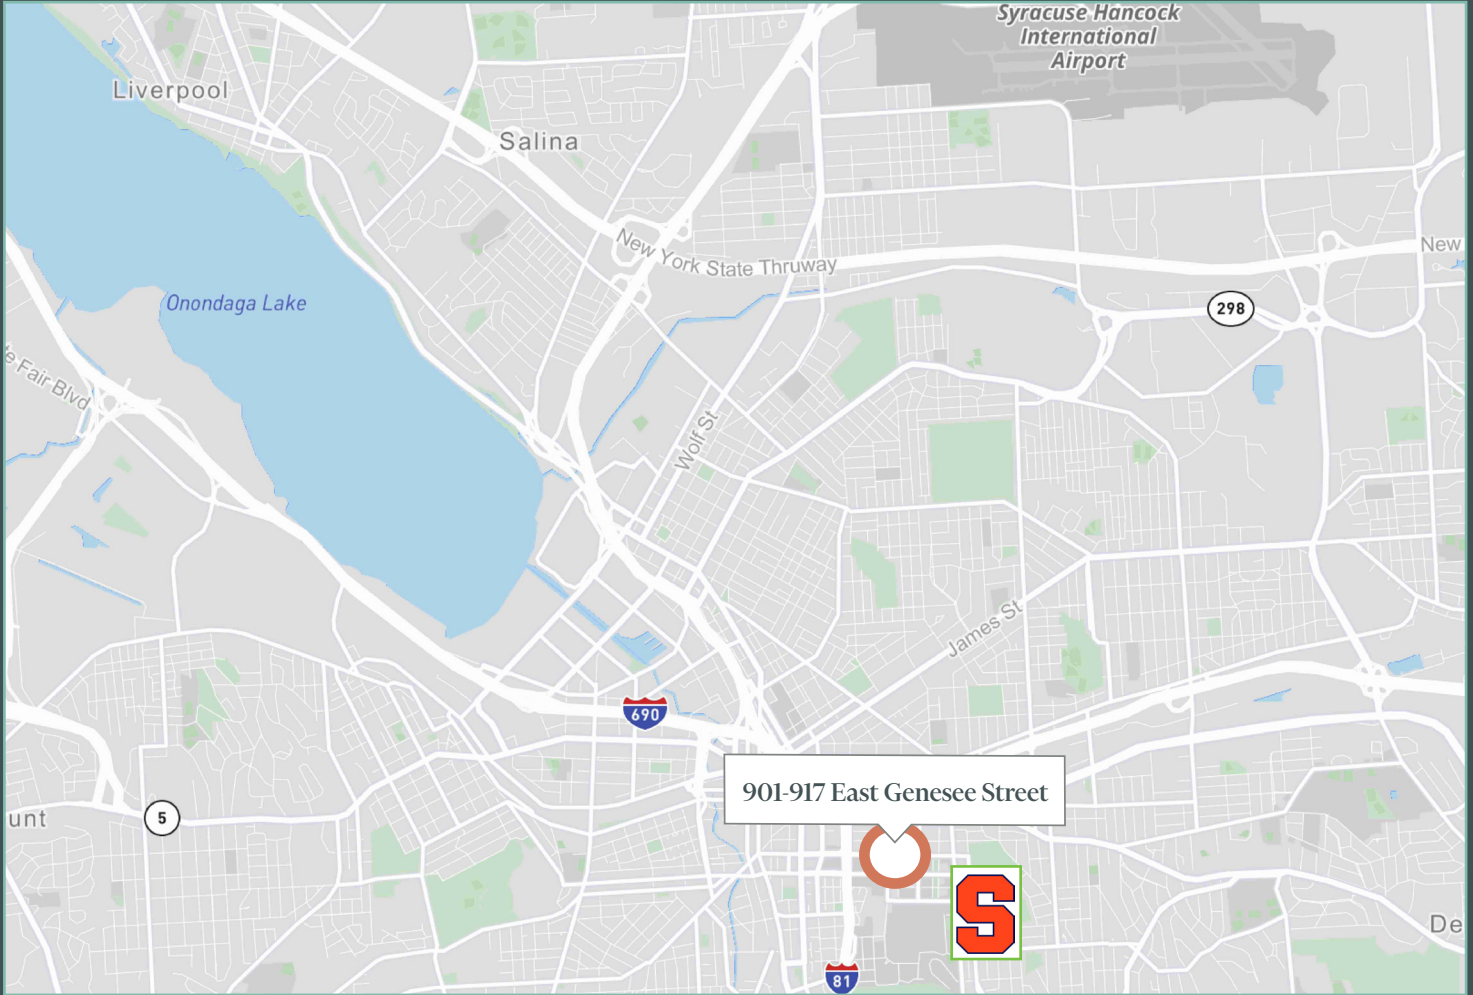 Syracuse Hancock
International
Airport
Liverpool
Salina
New York State Thruway
New
Onondaga Lake
298
te Fair Blvd
Wolf St
James St
690
901-917 East Genesee Street
unt
5
S
De
81